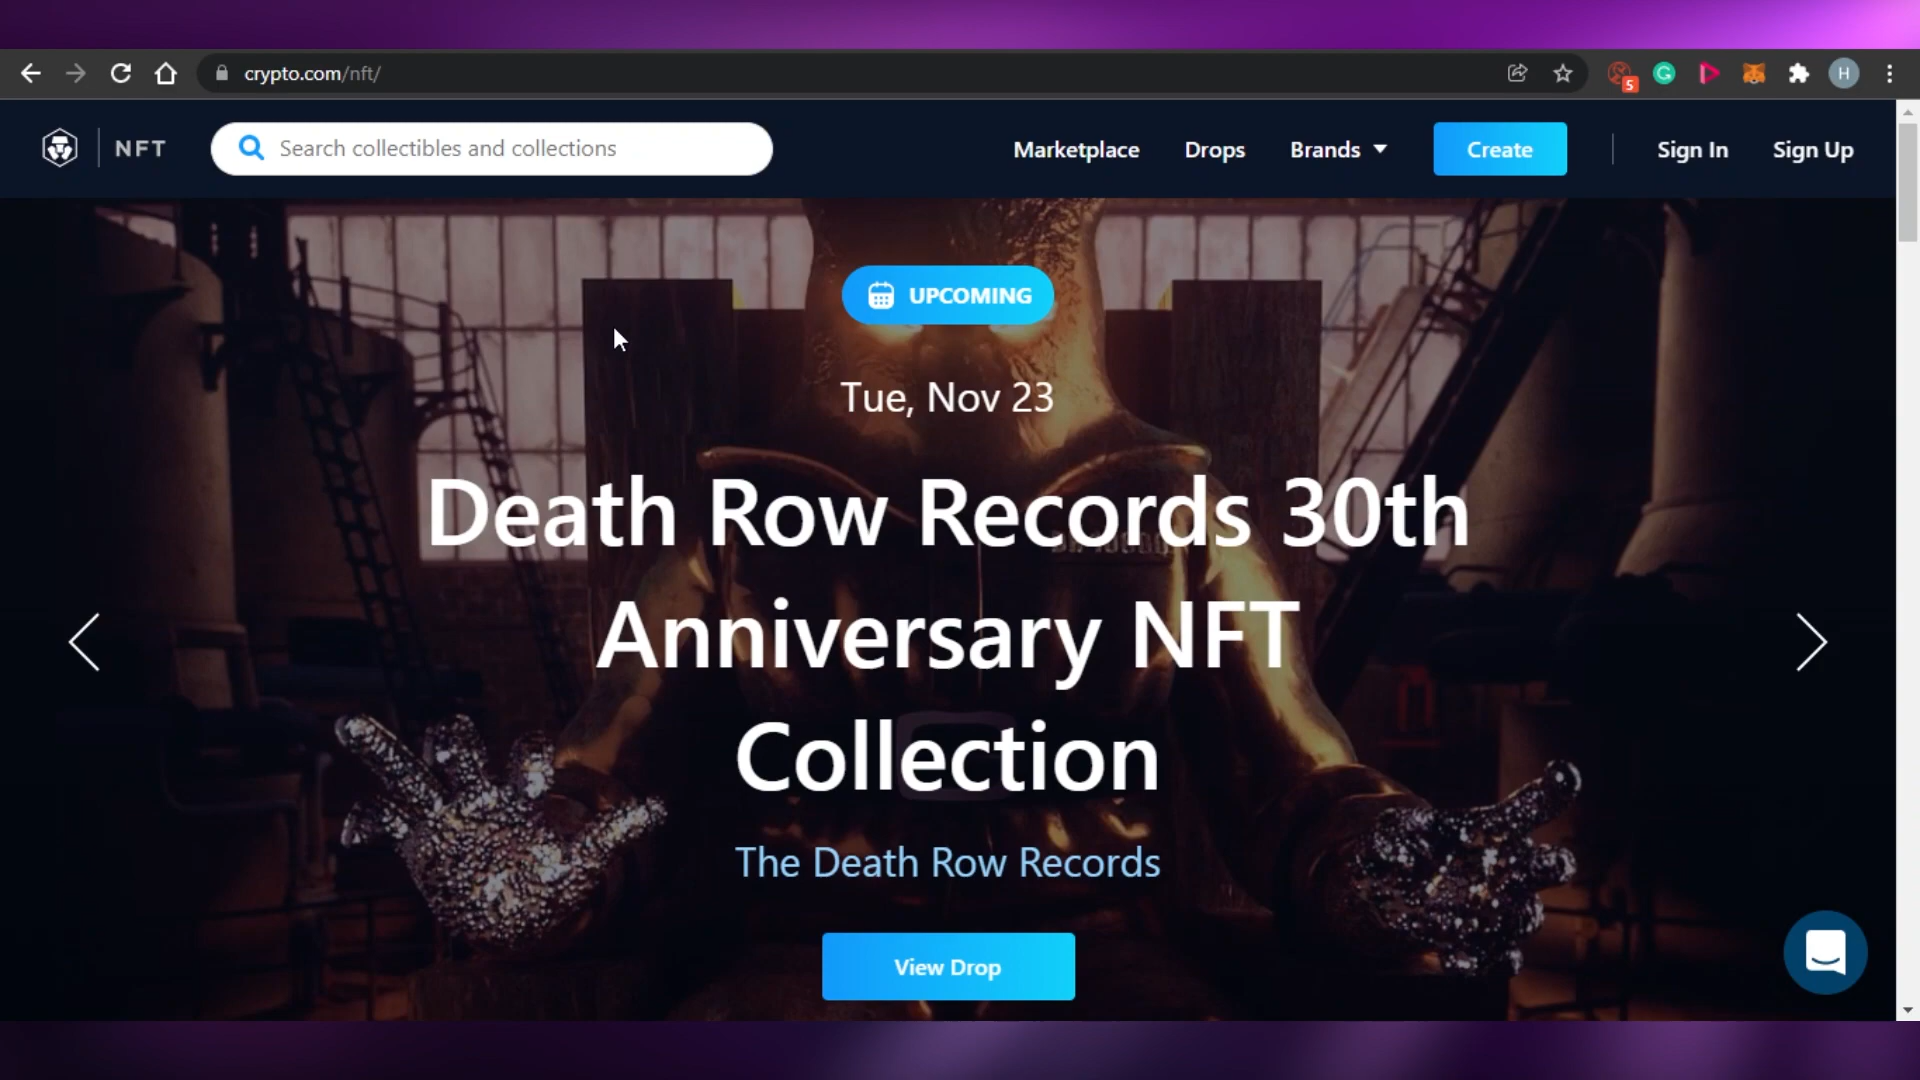 crypto.com/nft/
5
H
NFT
Search collectibles and collections
Marketplace
Drops
Brands
Create
Sign In
Sign Up
UPCOMING
Tue, Nov 23
Death Row Records 30th
Anniversary NFT
Collection
The Death Row Records
View Drop